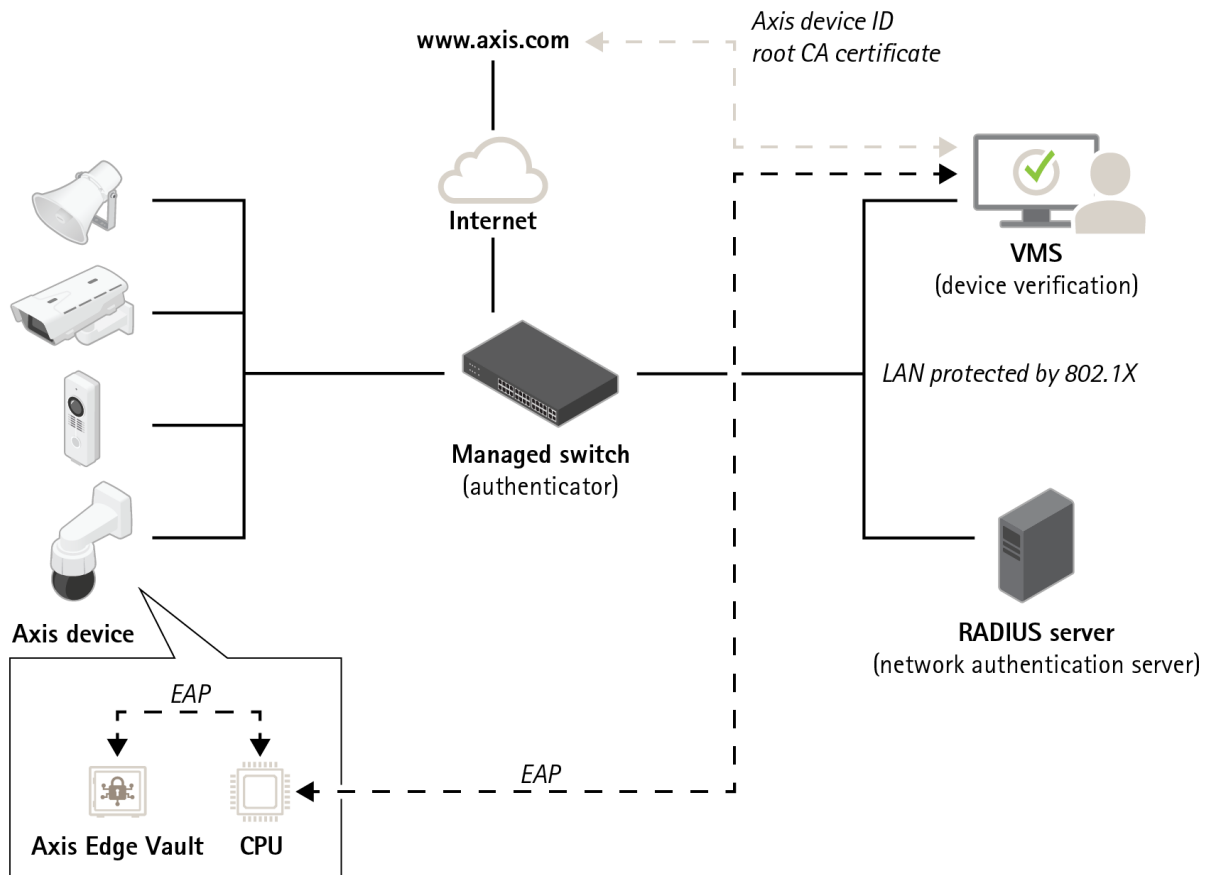 Axis device ID
root CA certificate
www.axis.com
Internet
VMS
(device verification)
LAN protected by 802.1X
Managed switch
(authenticator)
Axis device
RADIUS server
(network authentication server)
EAP
EAP
Axis Edge Vault
CPU